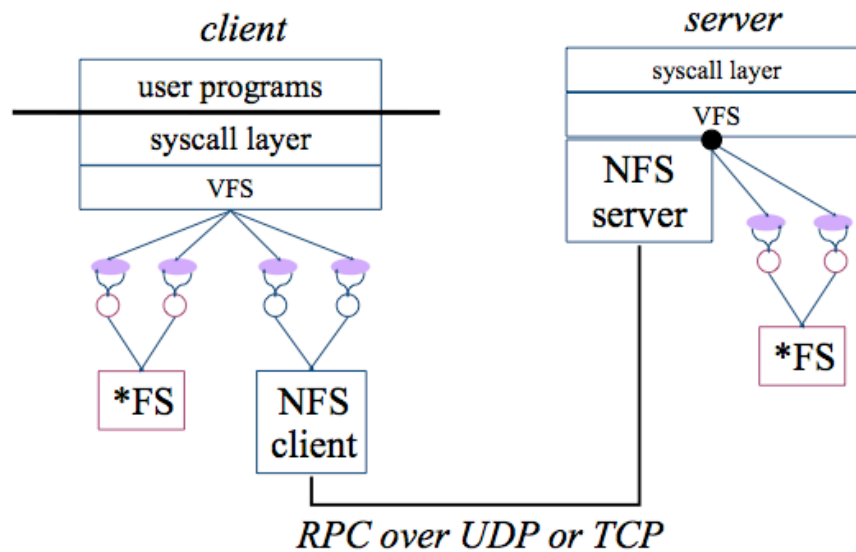 client
user programs
syscall layer
VFS
*FS
NFS
client
server
syscall layer
VFS
NFS
server
*FS
RPC over UDP or TCP